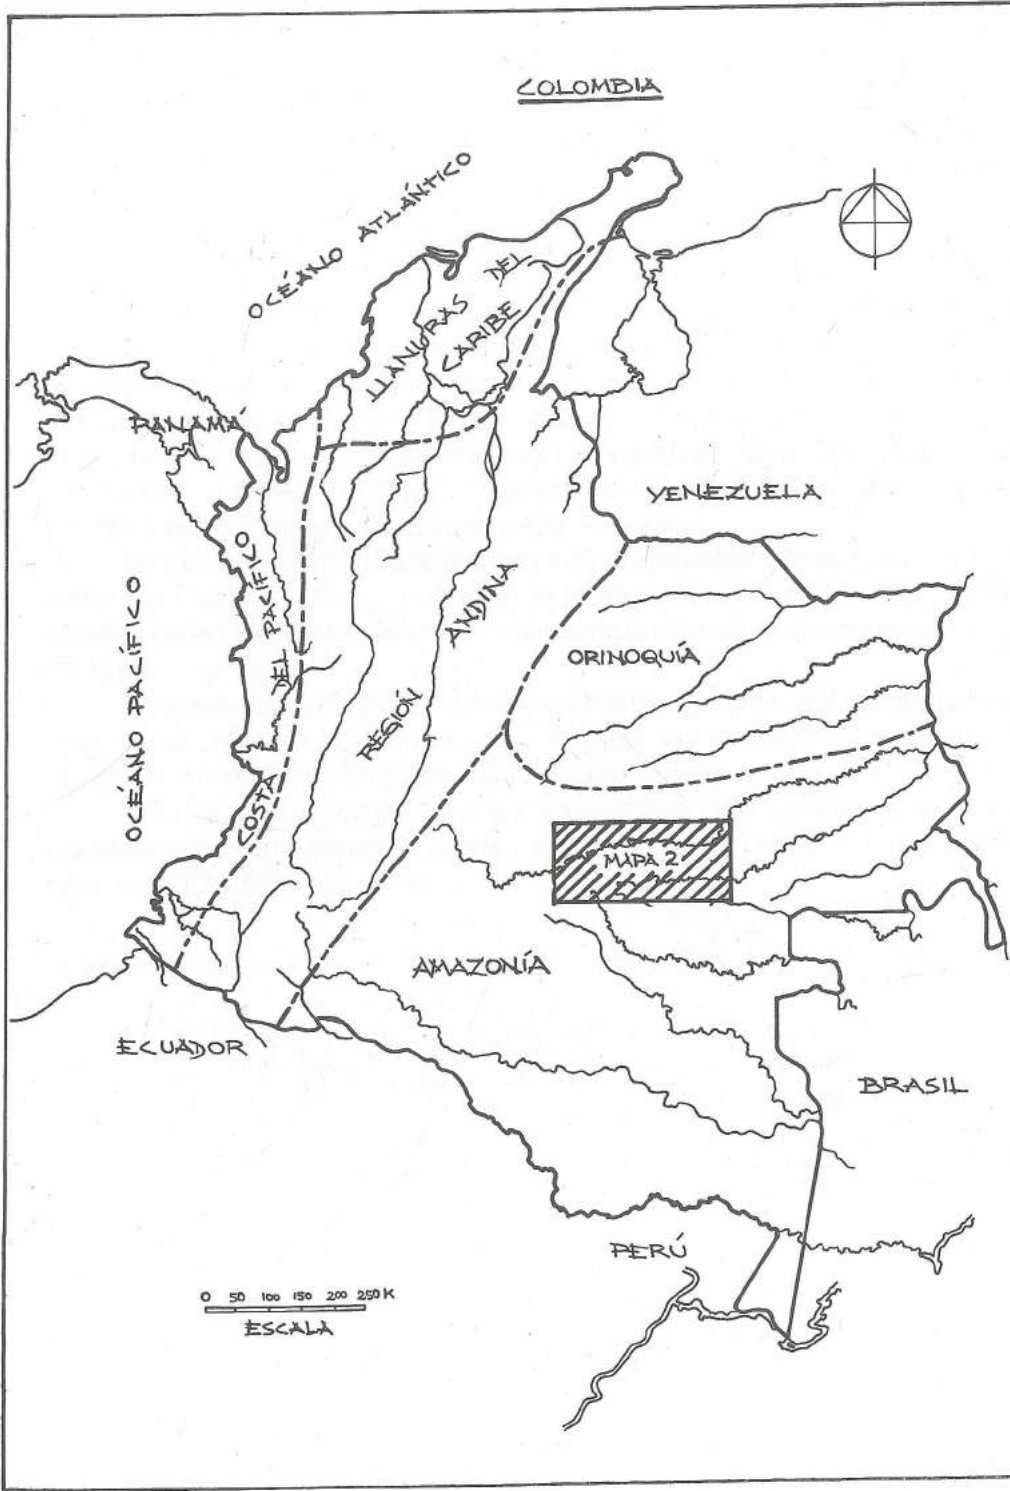 COLOMBIA
OCÉANO ATLÁNTICO
LLANURAS DEL
CARIBE
PANAMÁ
VENEZUELA
OCÉANO PACÍFICO
COSTA DEL PACÍFICO
REGIÓN ANDINA
ORINOQUÍA
MAPA 2
AMAZONÍA
ECUADOR
BRASIL
PERÚ
0 50 100 150 200 250 K
ESCALA